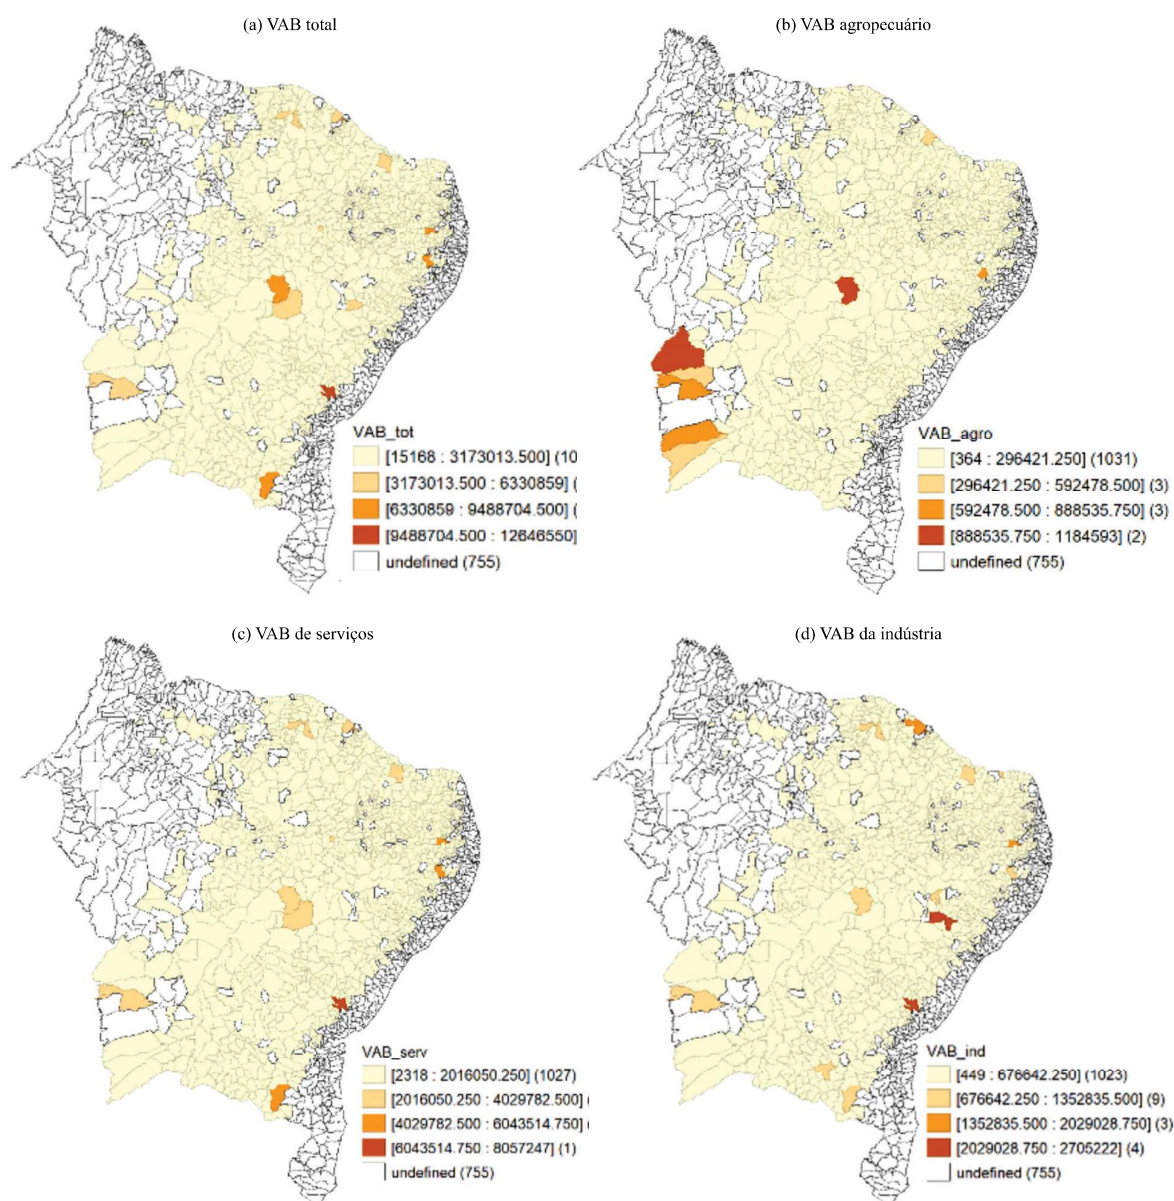 (a) VAB total
(b) VAB agropecuário
VAB_tot
[15168 : 3173013.500] (10
[3173013.500 : 6330859] (
[6330859 : 9488704.500] (
[9488704.500 : 12646550]
undefined (755)
VAB_agro
[364 : 296421.250] (1031)
[296421.250 : 592478.500] (3)
[592478.500 : 888535.750] (3)
[888535.750 : 1184593] (2)
undefined (755)
(c) VAB de serviços
(d) VAB da indústria
VAB_serv
[2318 : 2016050.250] (1027)
[2016050.250 : 4029782.500] (
[4029782.500 : 6043514.750] (
[6043514.750 : 8057247] (1)
undefined (755)
VAB_ind
[449 : 676642.250] (1023)
[676642.250 : 1352835.500] (9)
[1352835.500 : 2029028.750] (3)
[2029028.750 : 2705222] (4)
undefined (755)